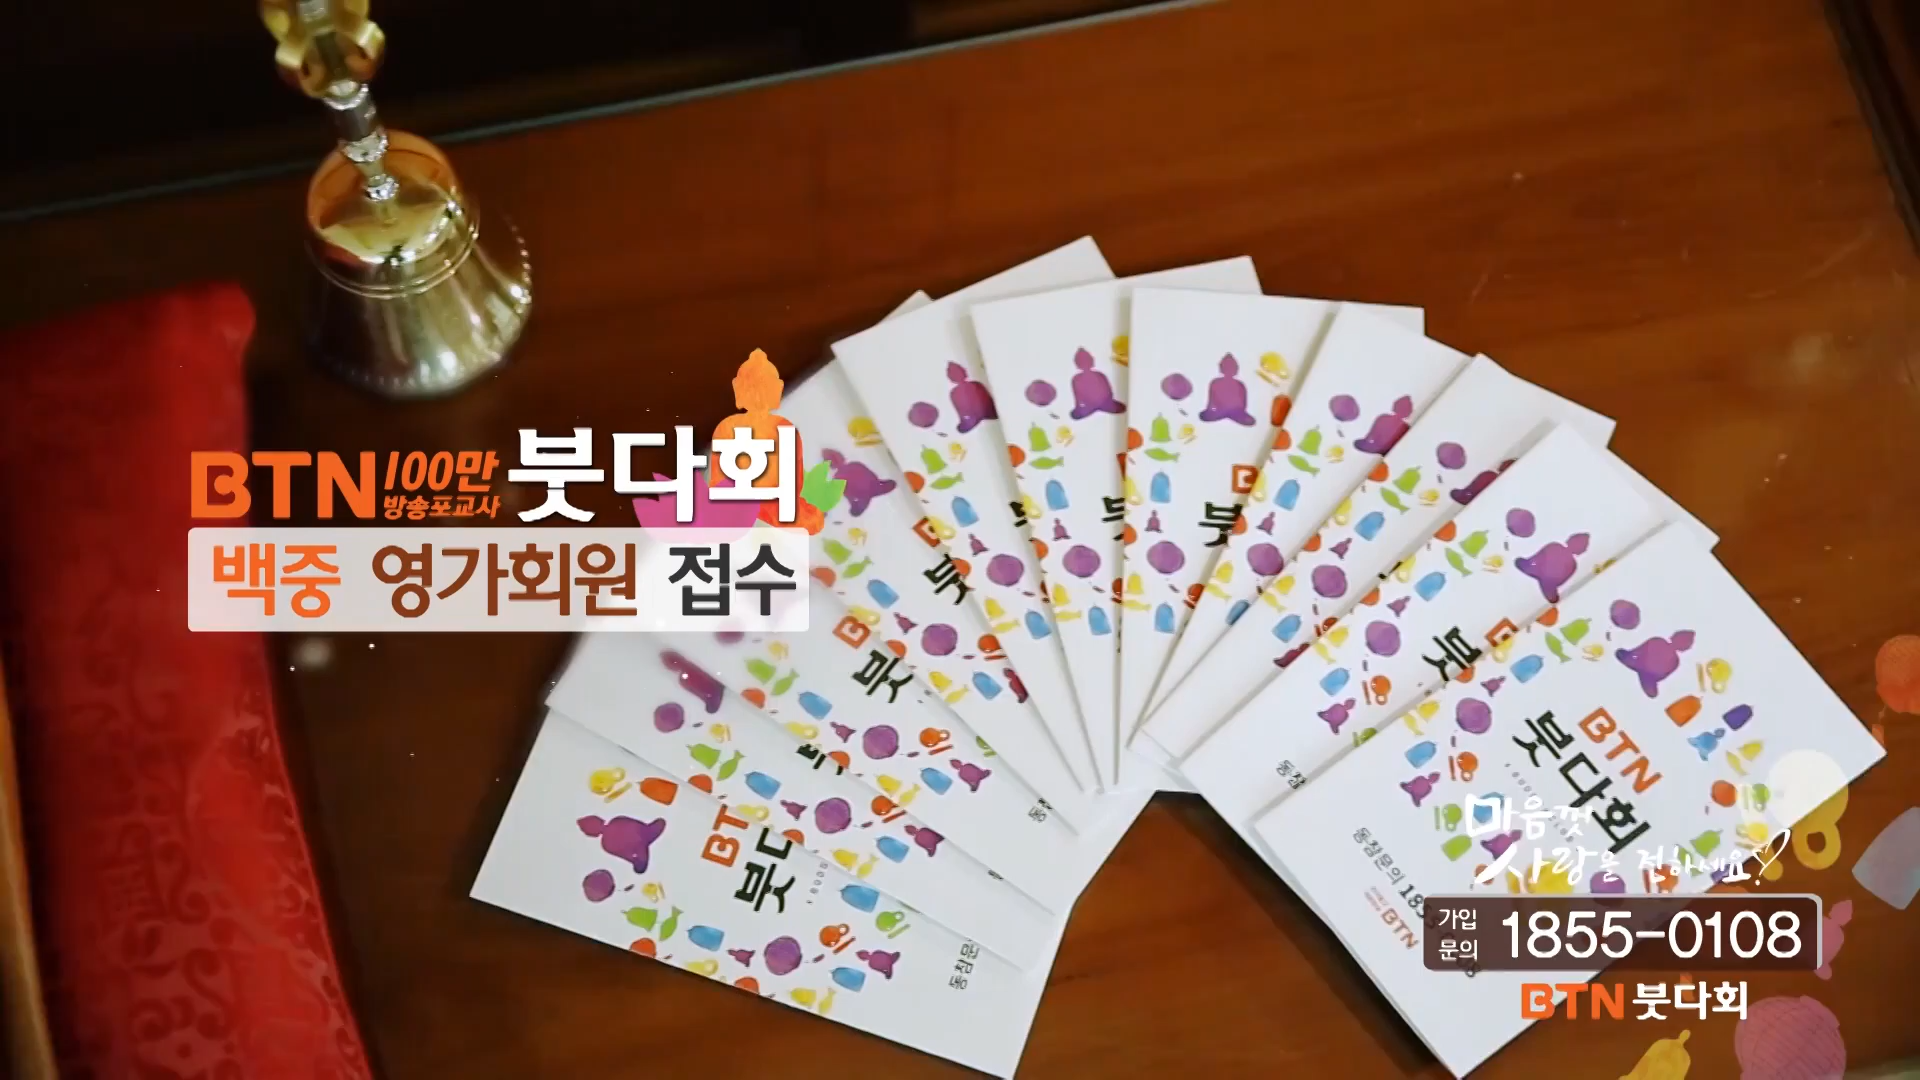 BTN 100만 방송포교사 붓다회
백중 영가회원 접수
BTN
붓다회
동참문의
BTN
마음껏
사랑을 전하세요
가입 문의 1855-0108
BTN 붓다회